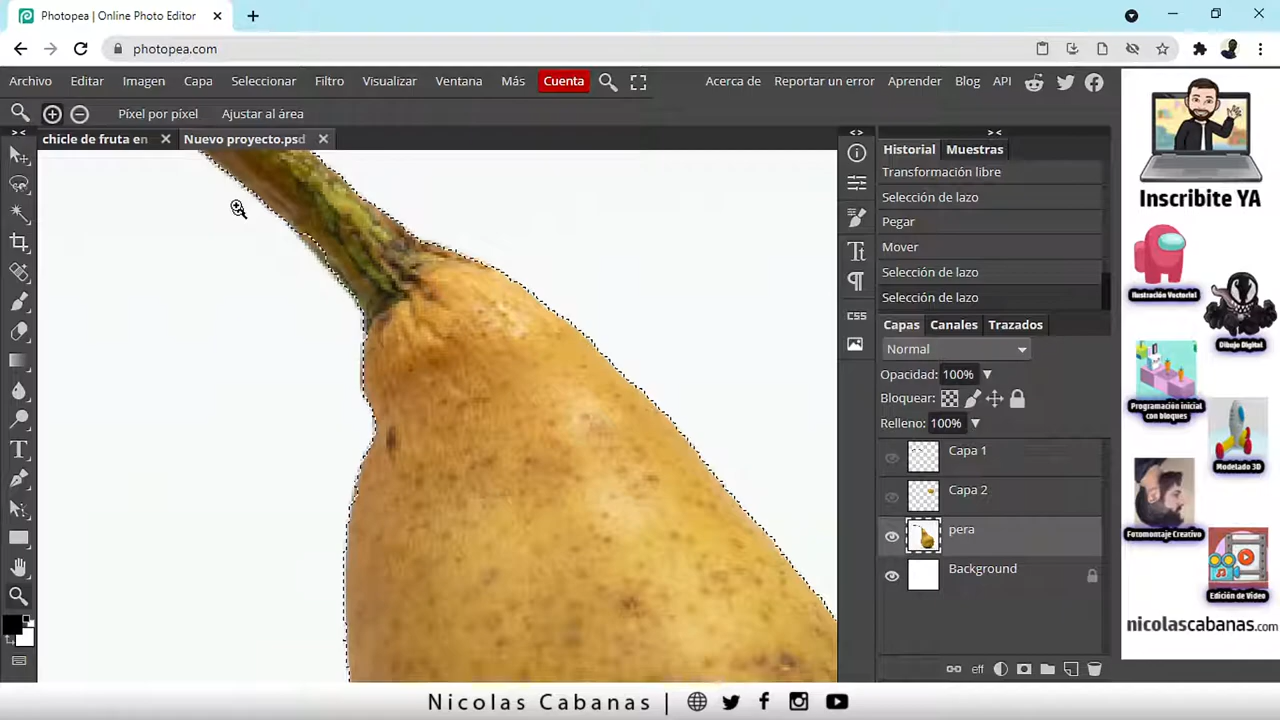 Photopea | Online Photo Editor
photopea.com
Archivo Editar Imagen Capa Seleccionar Filtro Visualizar Ventana Más Cuenta Acerca de Reportar un error Aprender Blog API
Píxel por píxel Ajustar al área
chicle de fruta en Nuevo proyecto.psd
Historial Muestras
Transformación libre
Selección de lazo
Pegar
Mover
Selección de lazo
Selección de lazo
CSS
Capas Canales Trazados
Normal
Opacidad: 100%
Bloquear:
Relleno: 100%
Capa 1
Capa 2
pera
Background
eff
Inscribite YA
Ilustración Vectorial
Dibujo Digital
Programación inicial
con bloques
Modelado 3D
Fotomontaje Creativo
Edición de Video
nicolascabanas.com
Nicolas Cabanas |